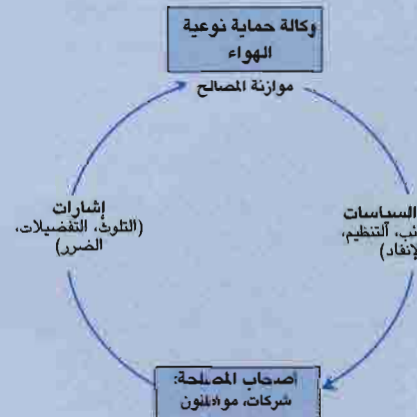 وكالة حماية نوعية
الهواء
موازنة المصالح
إشارات
(التلوث، التفضيلات،
الضرر)
السياسات
التنظيم،
أصحاب المصلحة:
شركات، مواطنون